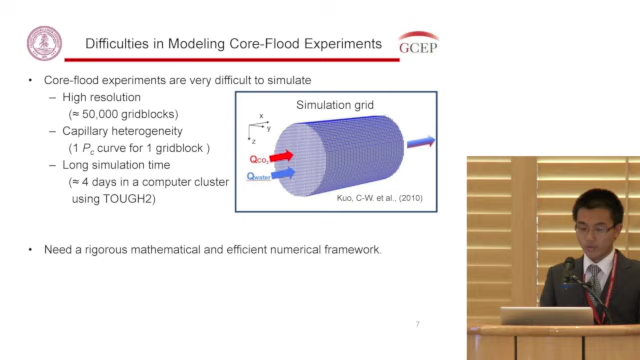 Difficulties in Modeling Core-Flood Experiments
GCEP
• Core-flood experiments are very difficult to simulate
– High resolution
(≈ 50,000 gridblocks)
– Capillary heterogeneity
(1 Pc curve for 1 gridblock )
– Long simulation time
(≈ 4 days in a computer cluster
using TOUGH2)
Simulation grid
x
y
z
QCO2
Qwater
Kuo, C-W. et al., (2010)
• Need a rigorous mathematical and efficient numerical framework.
7